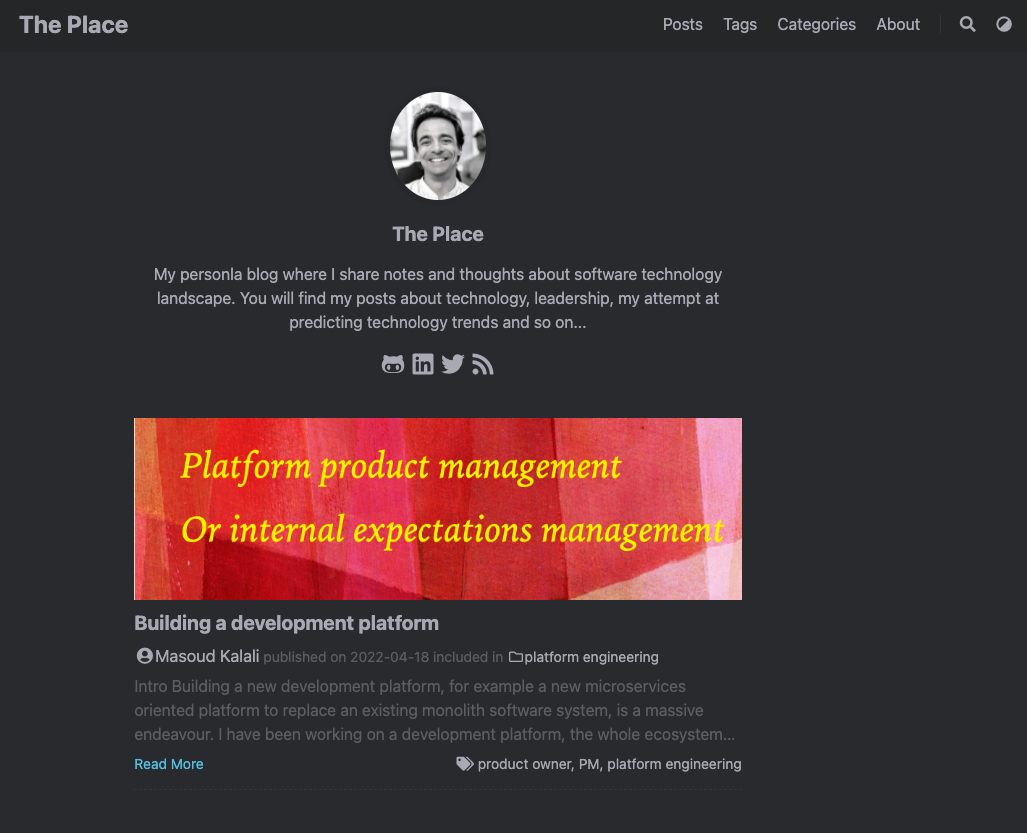 The Place
Posts Tags Categories About
The Place
My personla blog where I share notes and thoughts about software technology
landscape. You will find my posts about technology, leadership, my attempt at
predicting technology trends and so on...
Platform product management
Or internal expectations management
Building a development platform
Masoud Kalali published on 2022-04-18 included in platform engineering
Intro Building a new development platform, for example a new microservices
oriented platform to replace an existing monolith software system, is a massive
endeavour. I have been working on a development platform, the whole ecosystem...
Read More
product owner, PM, platform engineering